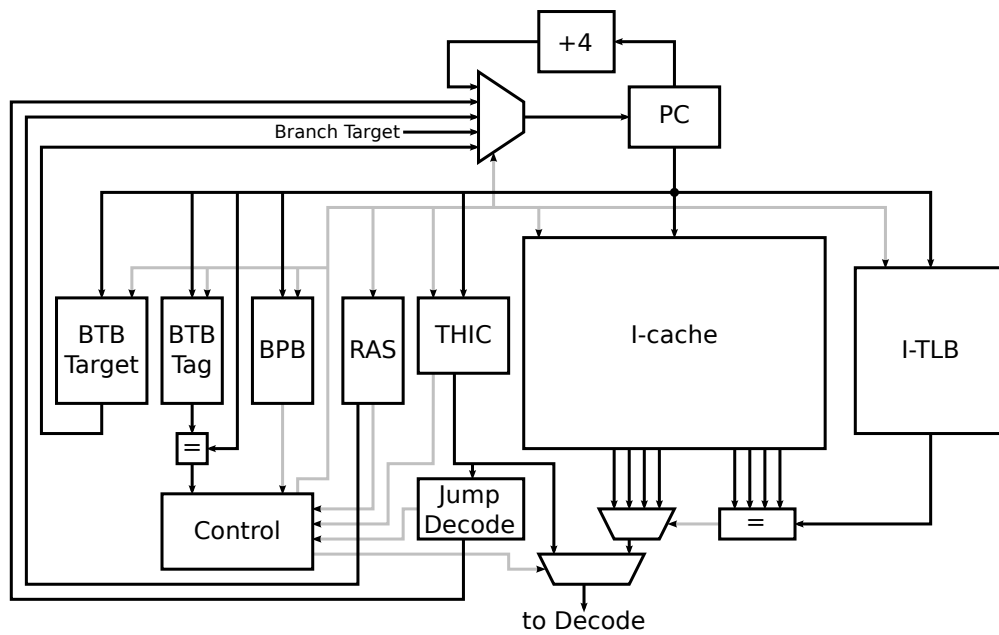 +4
PC
Branch Target
BTB
Target
BTB
Tag
BPB
RAS
THIC
I-cache
I-TLB
=
Control
Jump
Decode
=
to Decode